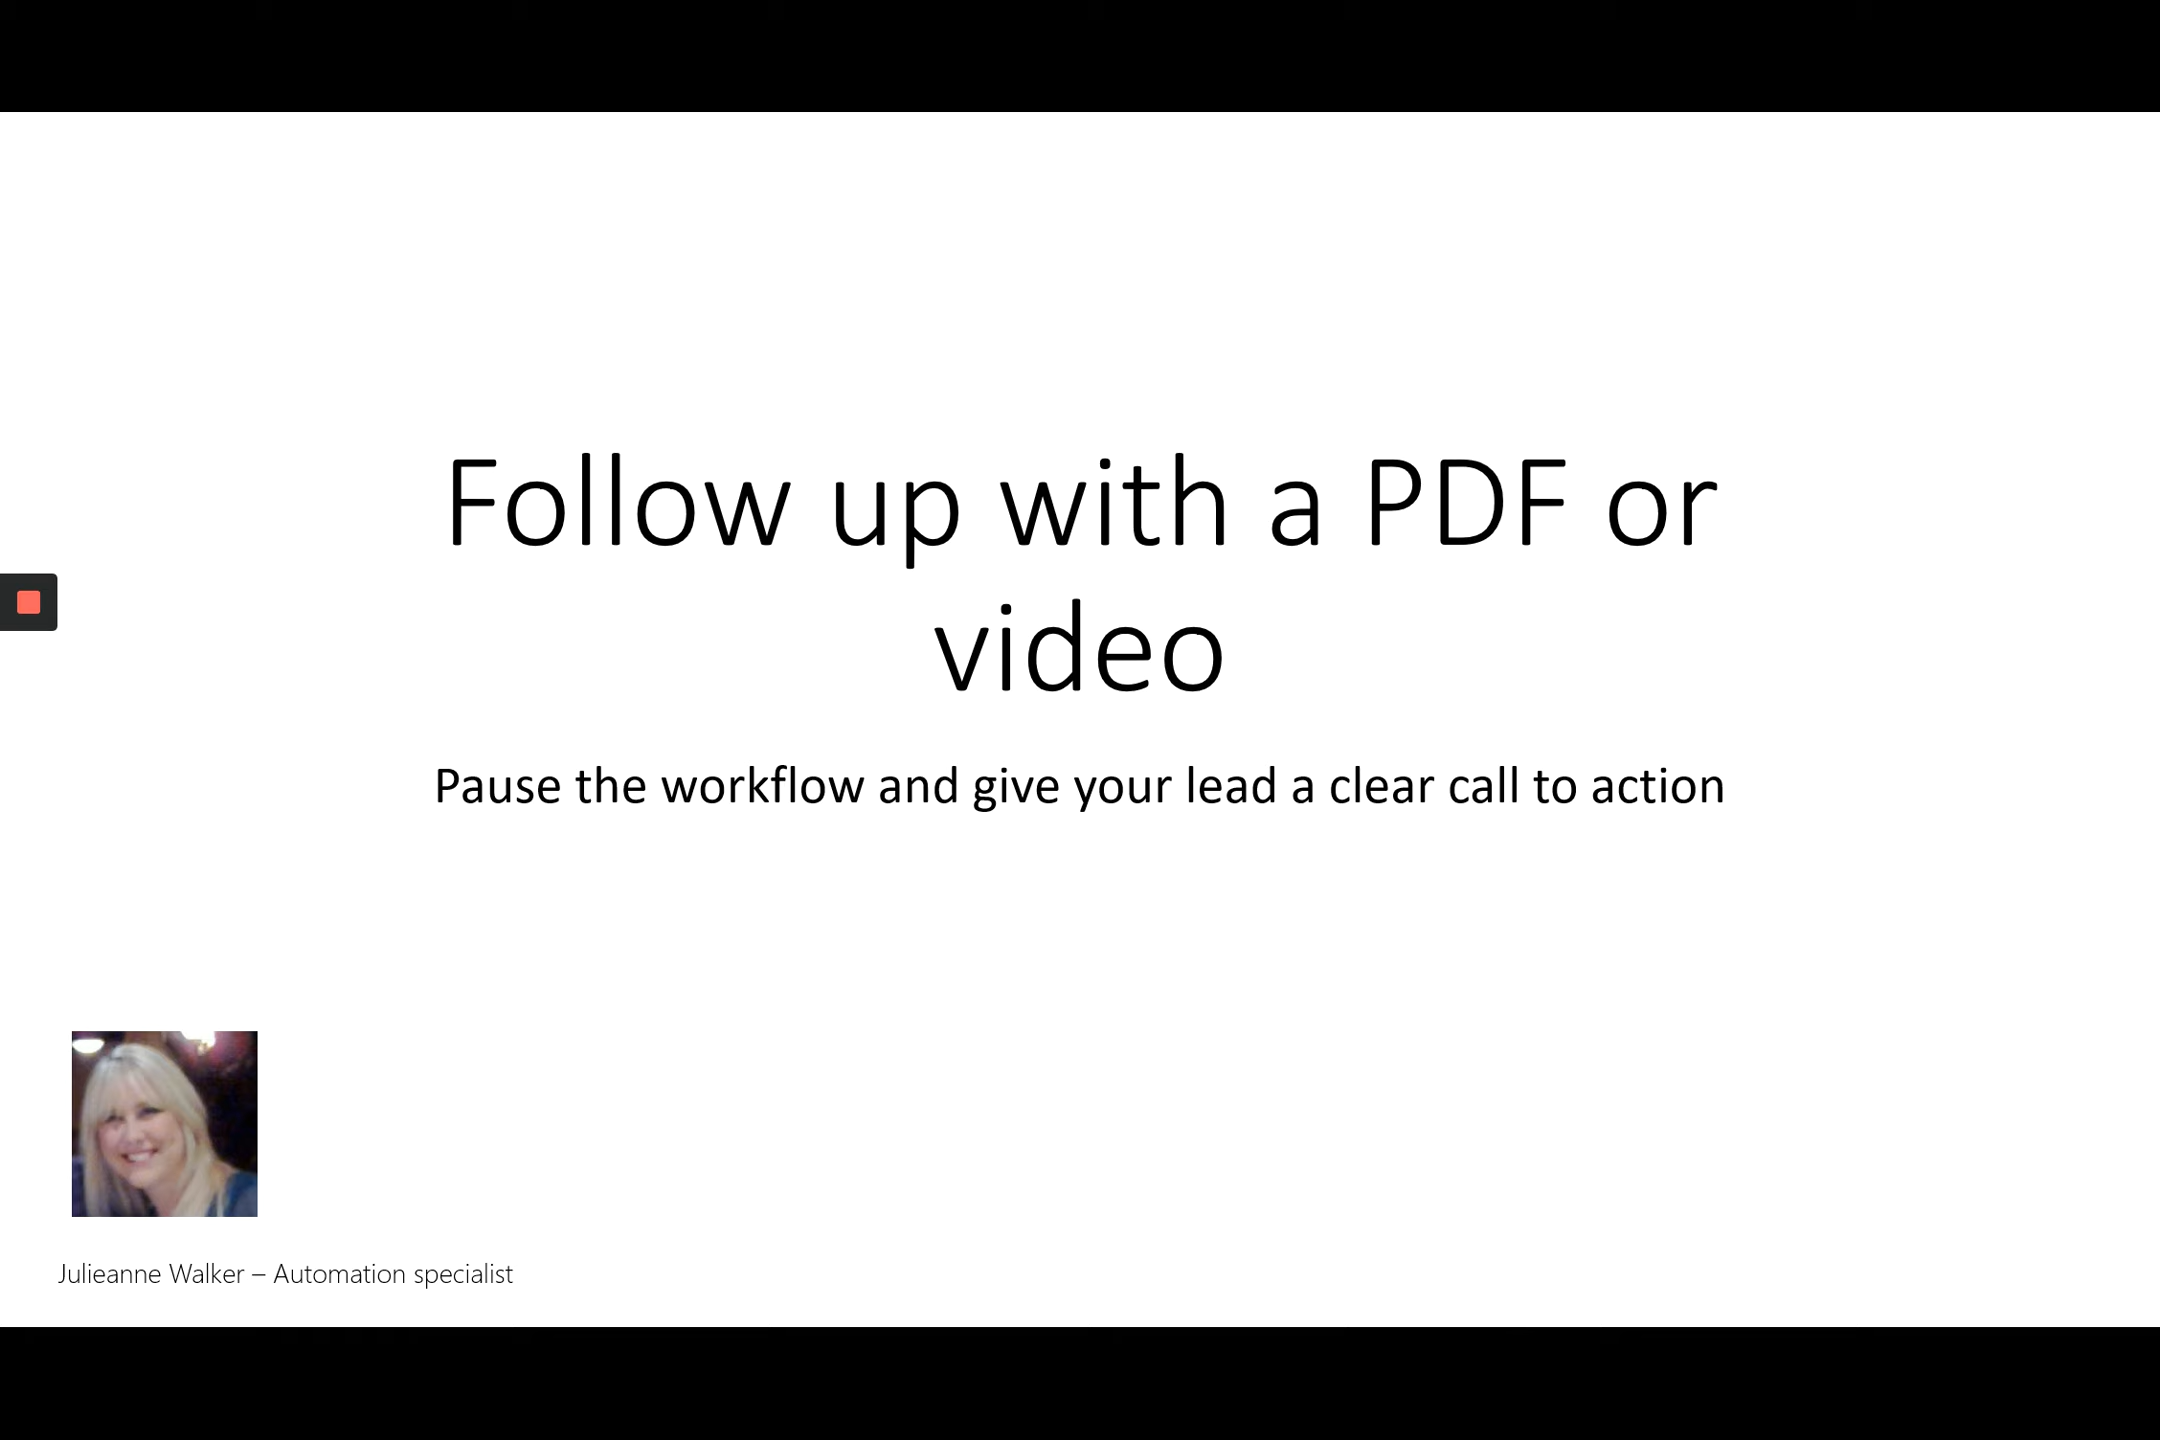 Follow up with a PDF or
video
Pause the workflow and give your lead a clear call to action
Julieanne Walker – Automation specialist